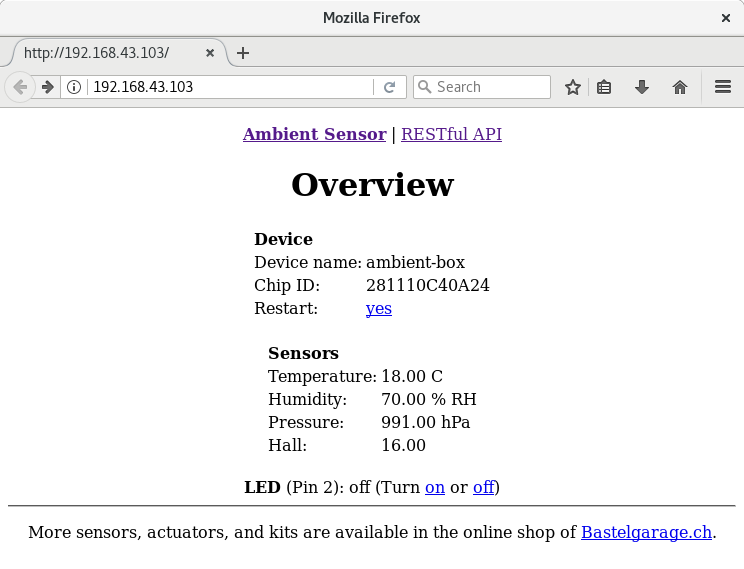 Mozilla Firefox
http://192.168.43.103/
192.168.43.103 Search
Ambient Sensor | RESTful API
Overview
Device
Device name: ambient-box
Chip ID: 281110C40A24
Restart: yes
Sensors
Temperature: 18.00 C
Humidity: 70.00 % RH
Pressure: 991.00 hPa
Hall: 16.00
LED (Pin 2): off (Turn on or off)
More sensors, actuators, and kits are available in the online shop of Bastelgarage.ch.